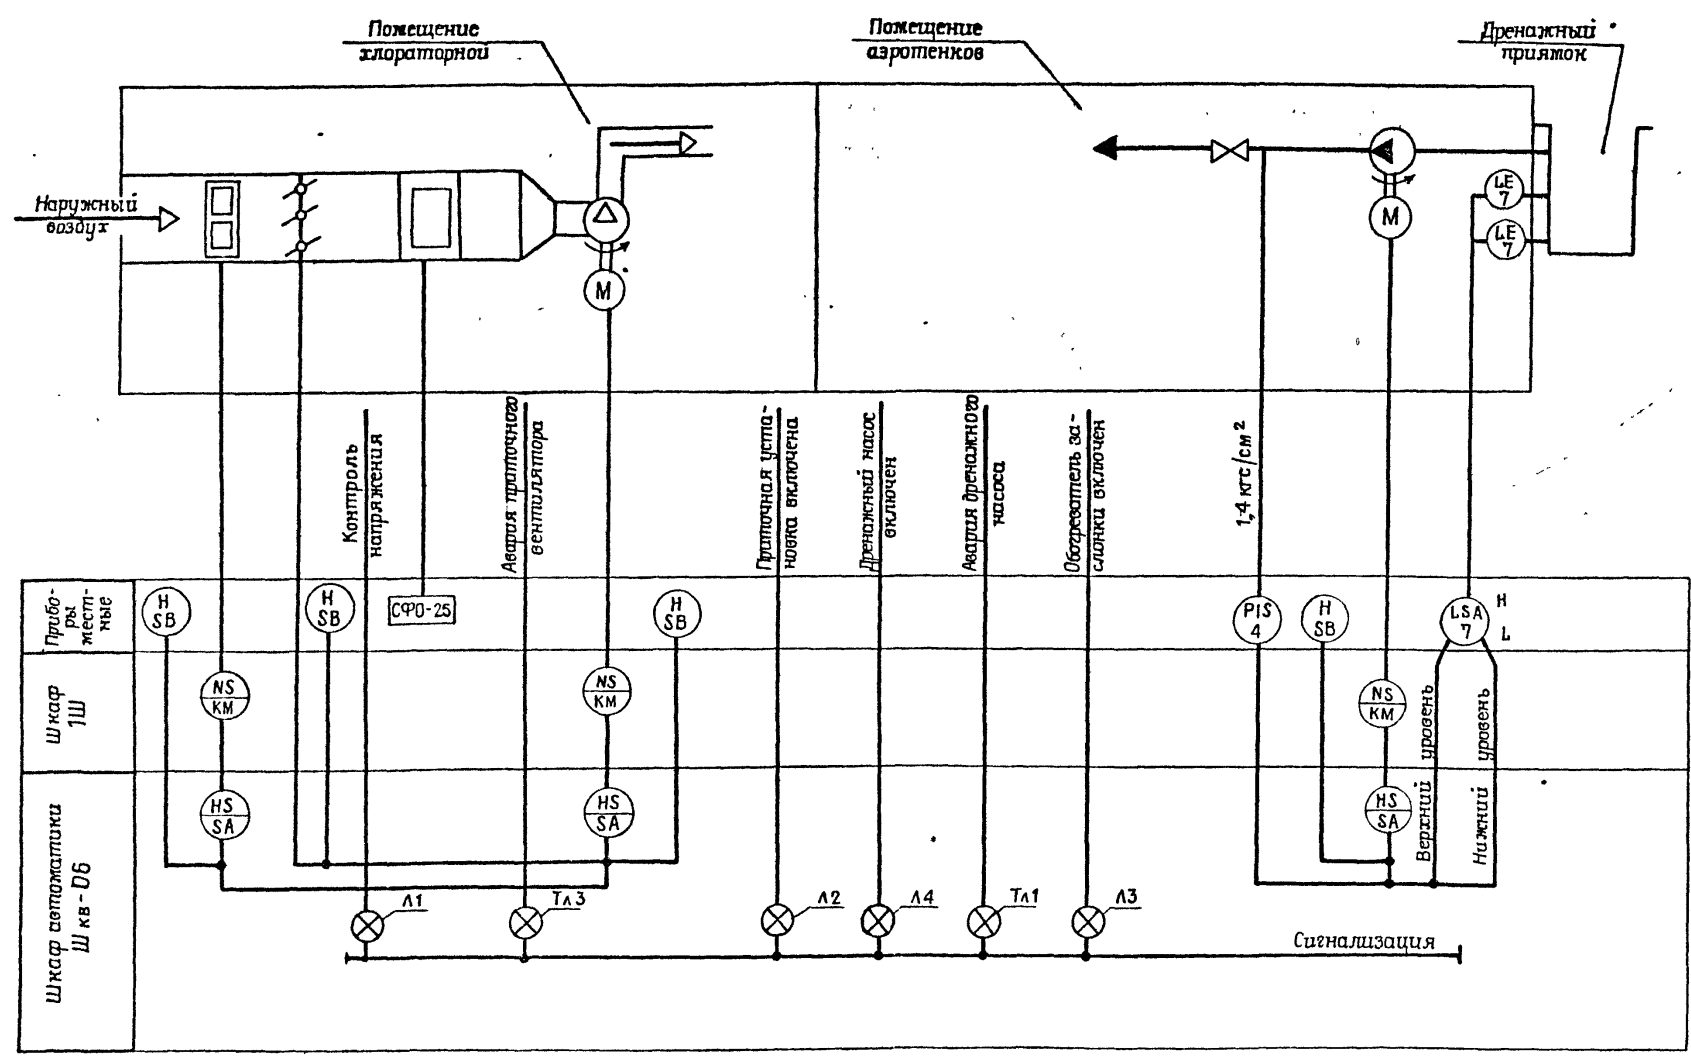 Помещение
хлораторной
Помещение
аэротенков
Дренажный
приямок
Наружный
воздух
М
М
LE
7
LE
7
Контроль
напряжения
Авария приточного
вентилятора
Приточная уста-
новка включена
Дренажный насос
включен
Авария дренажного
насоса
Обогреватель за-
слонки включен
1,4 кгс/см²
Прибо-
ры
мест-
ные
H
SB
H
SB
СФО-25
H
SB
PIS
4
H
SB
LSA
7
H
L
Шкаф
1Ш
NS
KM
NS
KM
NS
KM
Верхний уровень
Нижний уровень
Шкаф автоматики
Шкв-06
HS
SA
HS
SA
HS
SA
Л1
Тл3
Л2
Л4
Тл1
Л3
Сигнализация